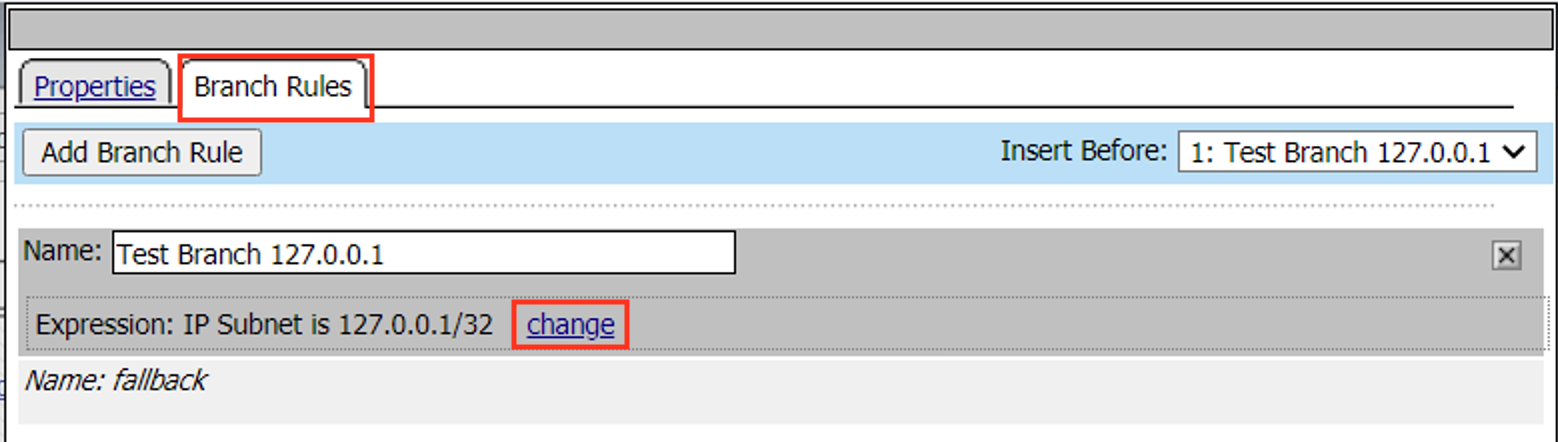 Properties Branch Rules
Add Branch Rule Insert Before: 1: Test Branch 127.0.0.1
Name: Test Branch 127.0.0.1
Expression: IP Subnet is 127.0.0.1/32 change
Name: fallback